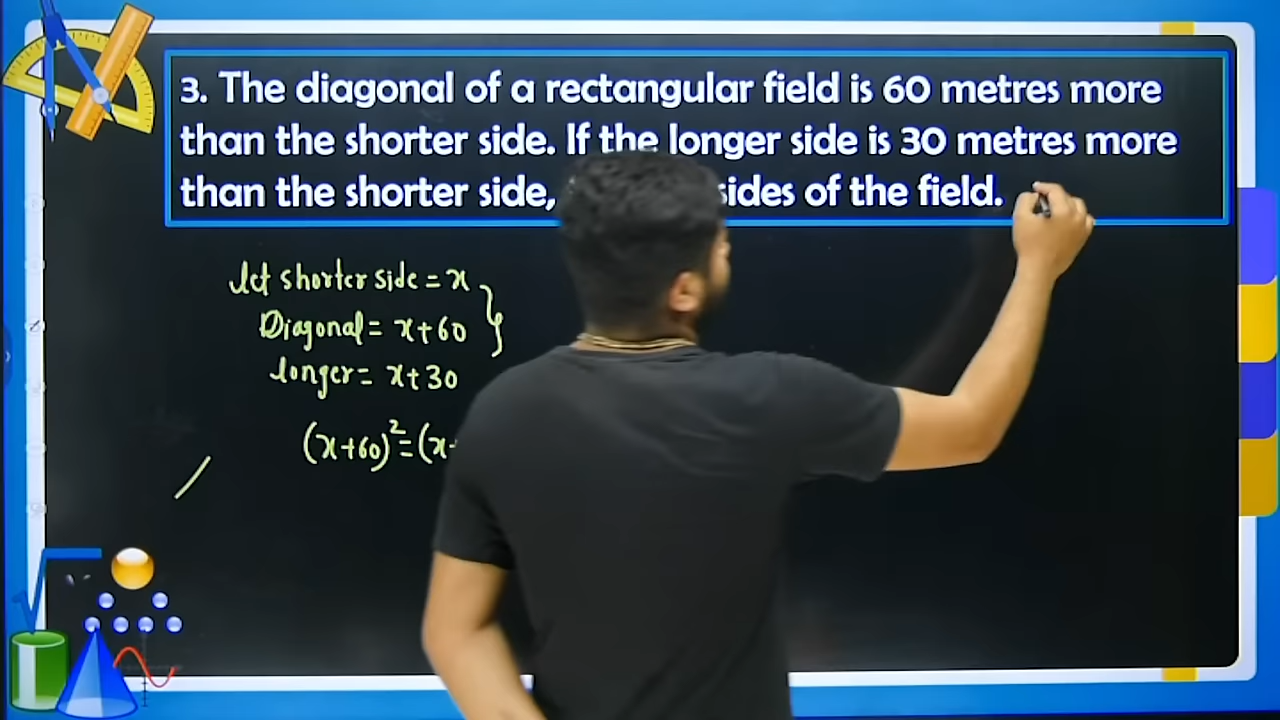 3. The diagonal of a rectangular field is 60 metres more
than the shorter side. If the longer side is 30 metres more
than the shorter side, sides of the field.
let shorter side = x
Diagonal = x+60
longer = x+30
(x+60)²=(x